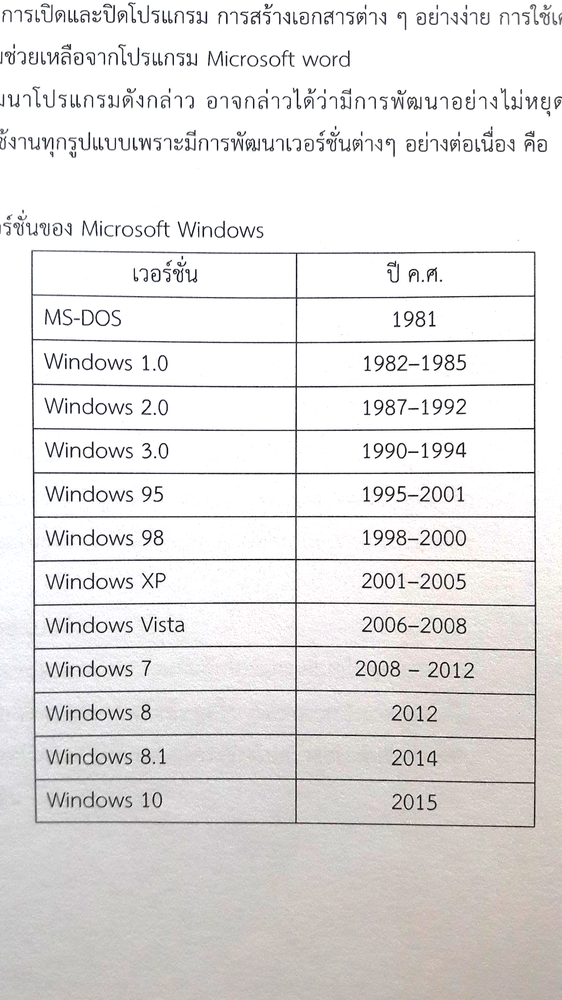 การเปิดและปิดโปรแกรม การสร้างเอกสารต่าง ๆ อย่างง่าย การใช้
ช่วยเหลือจากโปรแกรม Microsoft word
นาโปรแกรมดังกล่าว อาจกล่าวได้ว่ามีการพัฒนาอย่างไม่หยุด
งานทุกรูปแบบเพราะมีการพัฒนาเวอร์ชั่นต่างๆ อย่างต่อเนื่อง คือ
ร์ชั่นของ Microsoft Windows
เวอร์ชั่น ปี ค.ศ.
MS-DOS 1981
Windows 1.0 1982–1985
Windows 2.0 1987–1992
Windows 3.0 1990–1994
Windows 95 1995–2001
Windows 98 1998–2000
Windows XP 2001–2005
Windows Vista 2006–2008
Windows 7 2008 – 2012
Windows 8 2012
Windows 8.1 2014
Windows 10 2015